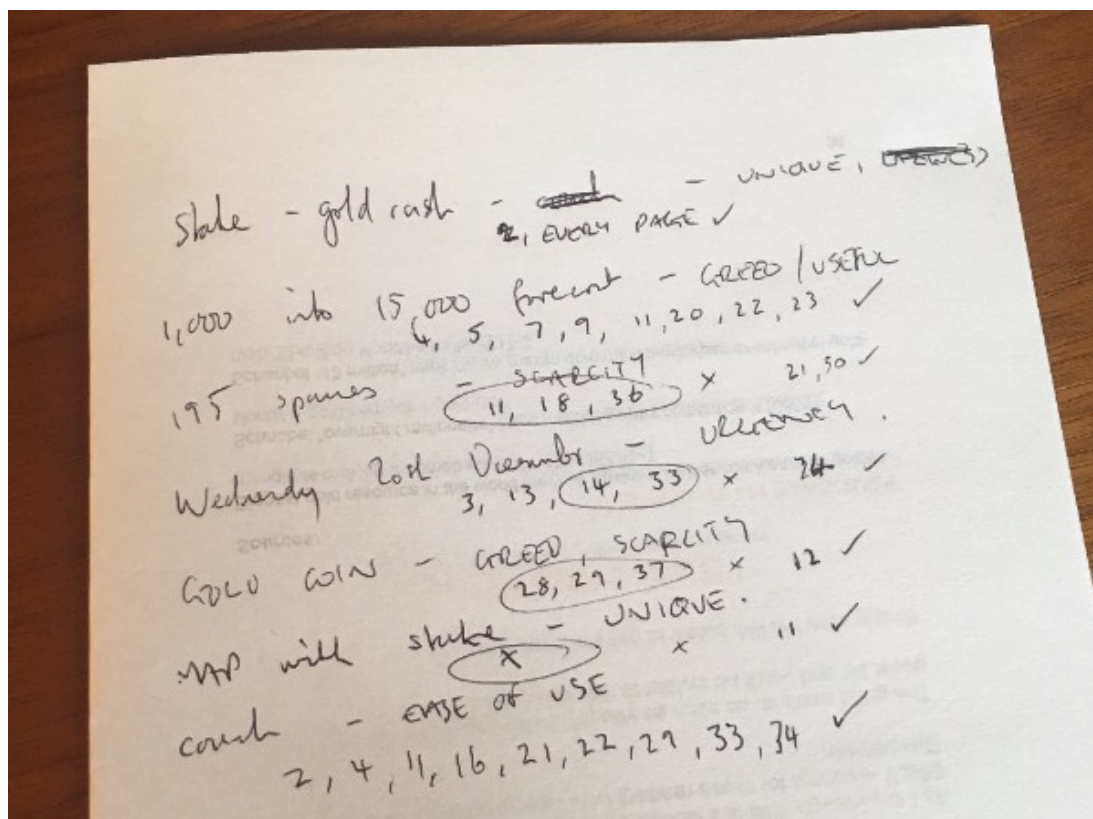 Stake - gold rush - - UNIQUE,
2, EVERY PAGE ✓
1,000 into 15,000 forecast - GREED/USEFUL
4, 5, 7, 9, 11, 20, 22, 23 ✓
195 spaces - SCARCITY
11, 18, 36 x 21, 30 ✓
Wednesday 20th December - URGENCY.
3, 13, 14, 33 x 24 ✓
GOLD COIN - GREED, SCARCITY
28, 29, 37 x 12 ✓
MAP with stake - UNIQUE.
x x 11 ✓
couch - EASE OF USE
2, 4, 11, 16, 21, 22, 29, 33, 34 ✓